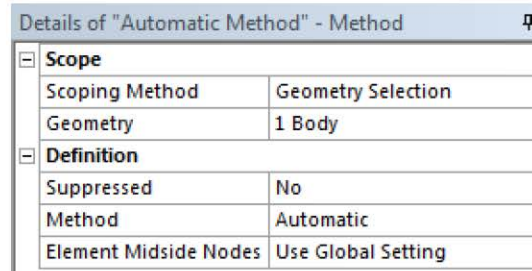 Details of "Automatic Method" - Method
Scope
Scoping Method Geometry Selection
Geometry 1 Body
Definition
Suppressed No
Method Automatic
Element Midside Nodes Use Global Setting